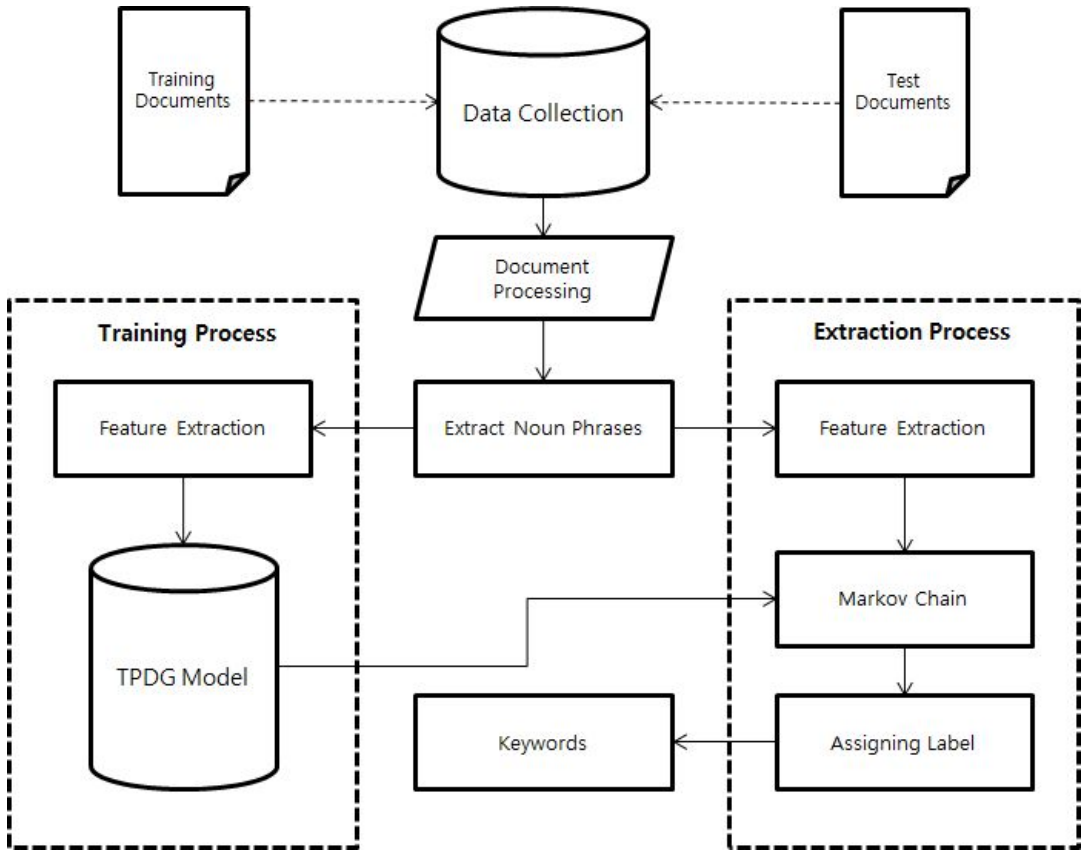 Training
Documents
Data Collection
Test
Documents
Document
Processing
Training Process
Extraction Process
Feature Extraction
Extract Noun Phrases
Feature Extraction
Markov Chain
TPDG Model
Keywords
Assigning Label